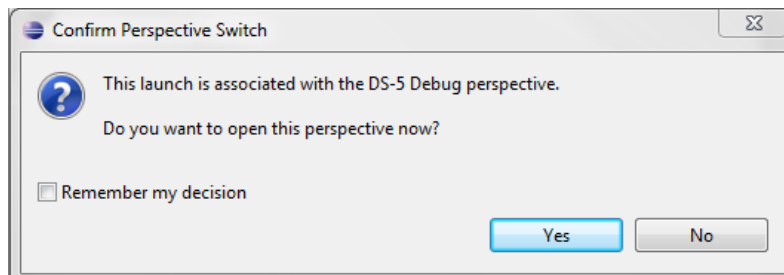 Confirm Perspective Switch
This launch is associated with the DS-5 Debug perspective.
Do you want to open this perspective now?
Remember my decision
Yes No